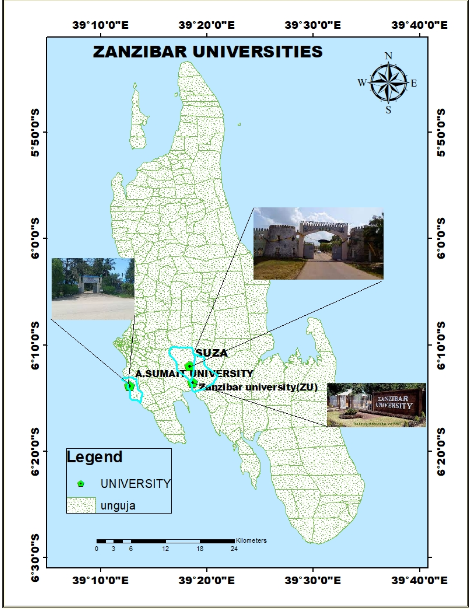 39°10'0"E 39°20'0"E 39°30'0"E 39°40'0"E
ZANZIBAR UNIVERSITIES
N
W E
S
5°50'0"S 5°50'0"S
6°0'0"S 6°0'0"S
6°10'0"S 6°10'0"S
SUZA
A.SUMAIT UNIVERSITY
Zanzibar university(ZU)
ZANZIBAR
UNIVERSITY
6°20'0"S 6°20'0"S
Legend
UNIVERSITY
unguja
Kilometers
0 3 6 12 18 24
6°30'0"S 6°30'0"S
39°10'0"E 39°20'0"E 39°30'0"E 39°40'0"E